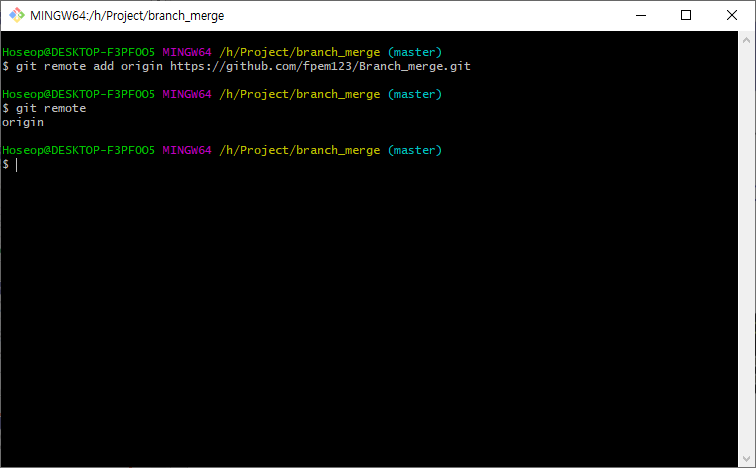 MINGW64:/h/Project/branch_merge
Hoseop@DESKTOP-F3PFOO5 MINGW64 /h/Project/branch_merge (master)
$ git remote add origin https://github.com/fpem123/Branch_merge.git
Hoseop@DESKTOP-F3PFOO5 MINGW64 /h/Project/branch_merge (master)
$ git remote
origin
Hoseop@DESKTOP-F3PFOO5 MINGW64 /h/Project/branch_merge (master)
$